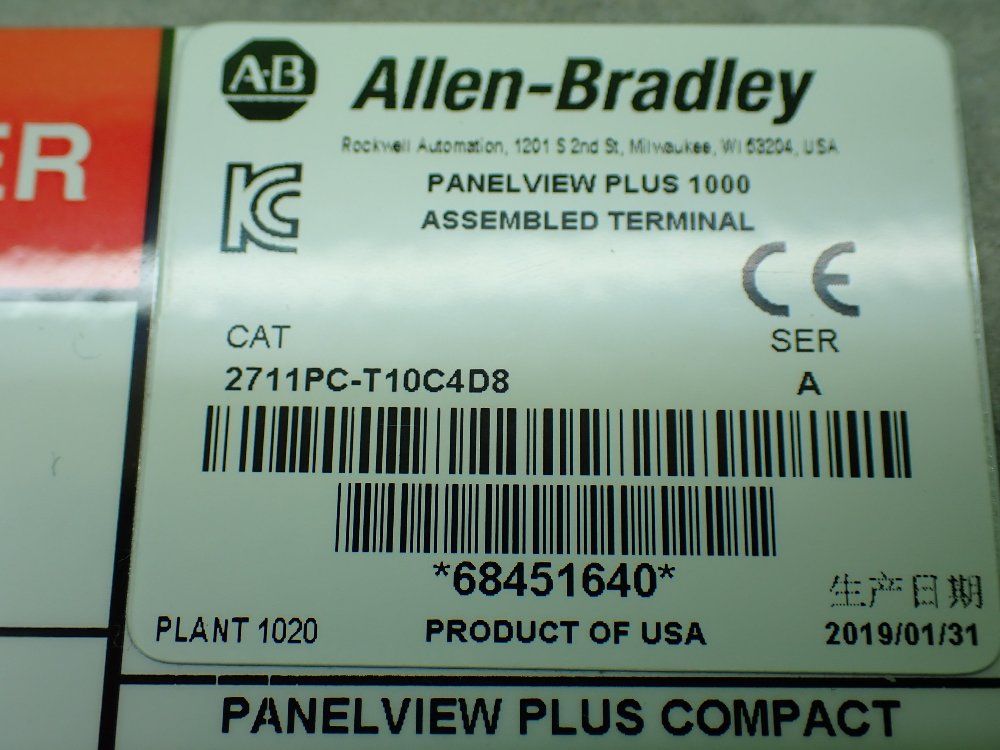 A·B Allen-Bradley
Rockwell Automation, 1201 S 2nd St, Milwaukee, WI 53204, USA
ER
PANELVIEW PLUS 1000
ASSEMBLED TERMINAL
CE
CAT
SER
2711PC-T10C4D8
A
*68451640*
生产日期
PLANT 1020
PRODUCT OF USA
2019/01/31
PANELVIEW PLUS COMPACT